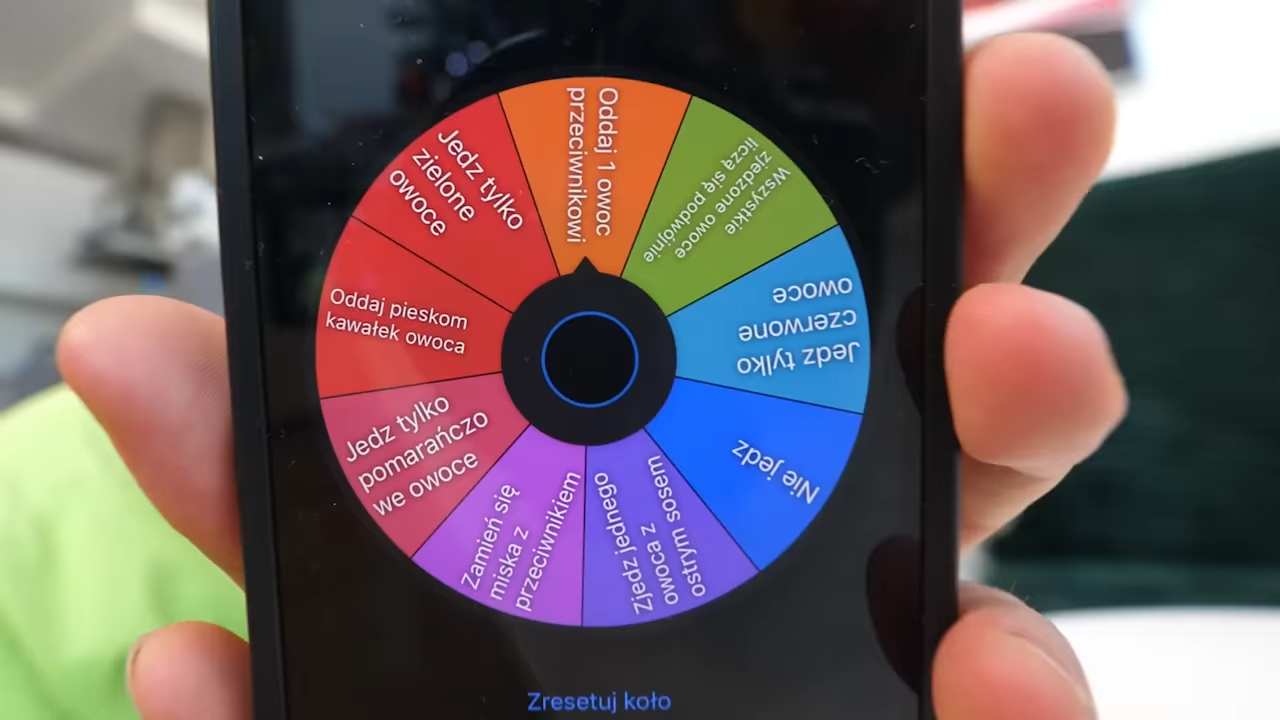 Oddaj 1 owoc
przeciwnikowi
Wszystkie
zjedzone owoce
liczą się podwójnie
Jedz tylko
czerwone
owoce
Nie jedz
Zjedz jednego
owoca z
ostrym sosem
Zamień się
miska z
przeciwnikiem
Jedz tylko
pomarańczo
we owoce
Oddaj pieskom
kawałek owoca
Jedz tylko
zielone
owoce
Zresetuj koło